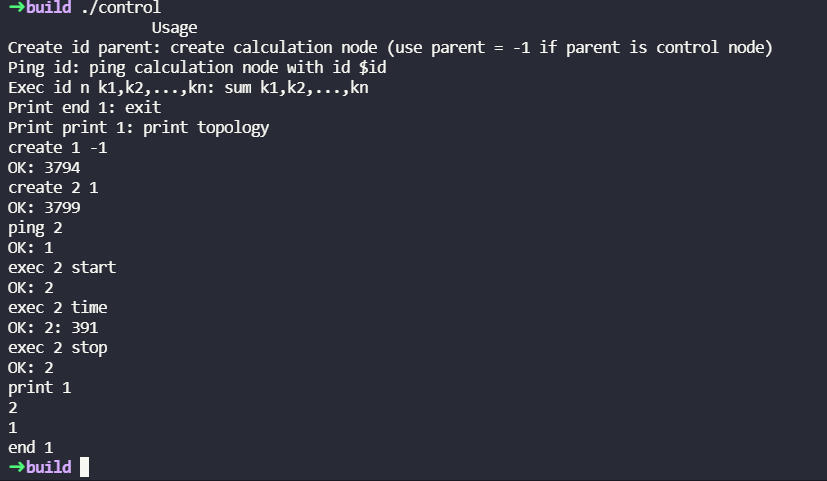 ➜build ./control
Usage
Create id parent: create calculation node (use parent = -1 if parent is control node)
Ping id: ping calculation node with id $id
Exec id n k1,k2,...,kn: sum k1,k2,...,kn
Print end 1: exit
Print print 1: print topology
create 1 -1
OK: 3794
create 2 1
OK: 3799
ping 2
OK: 1
exec 2 start
OK: 2
exec 2 time
OK: 2: 391
exec 2 stop
OK: 2
print 1
2
1
end 1
➜build